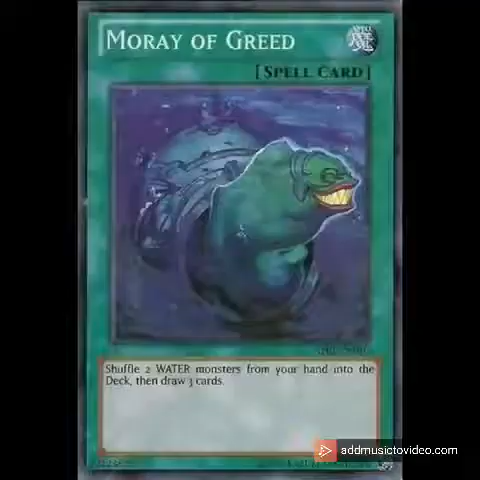 MORAY OF GREED
[SPELL CARD]
Shuffle 2 WATER monsters from your hand into the
Deck, then draw 3 cards.
addmusictovideo.com